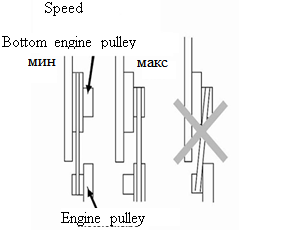 Speed
Bottom engine pulley
мин макс
Engine pulley